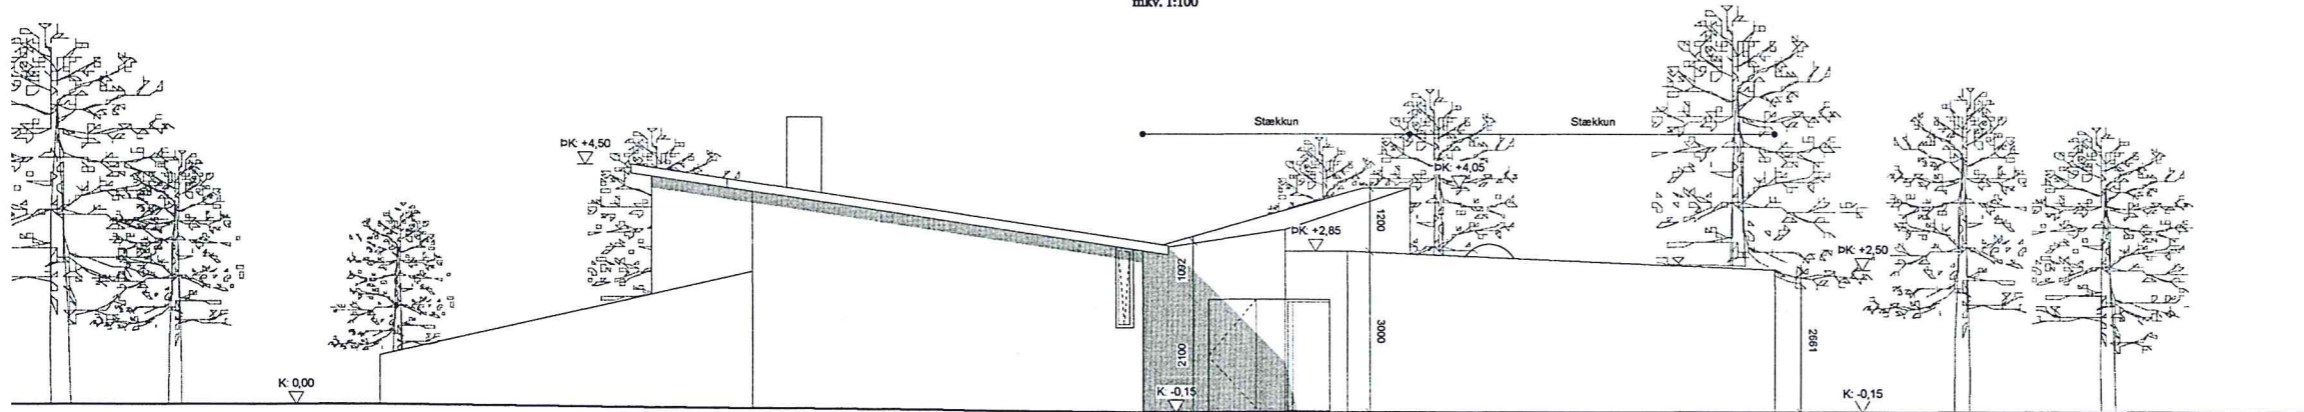 mkv. 1:100
Stækkun
Stækkun
ÞK: +4,50
ÞK: +4,05
1200
ÞK: +2,85
ÞK: +2,50
1092
3000
2661
2100
K: 0,00
K: -0,15
K: -0,15